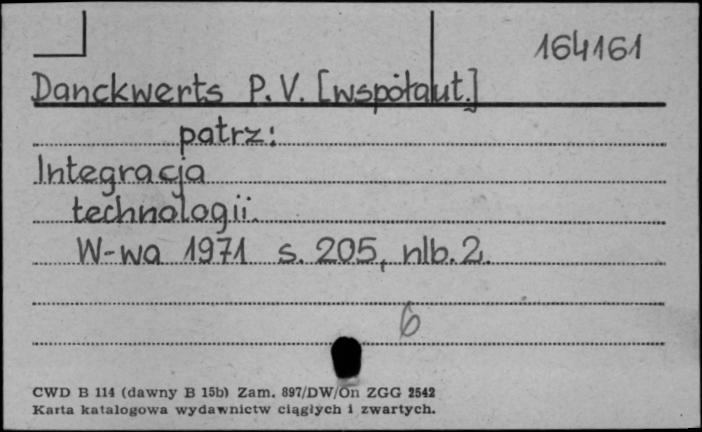 164161
Danckwerts P.V. [współaut.]
patrz:
Integracja
technologii.
W-wa 1971 s. 205, nlb. 2.
6
CWD B 114 (dawny B 15b) Zam. 897/DW/On ZGG 2542
Karta katalogowa wydawnictw ciągłych i zwartych.